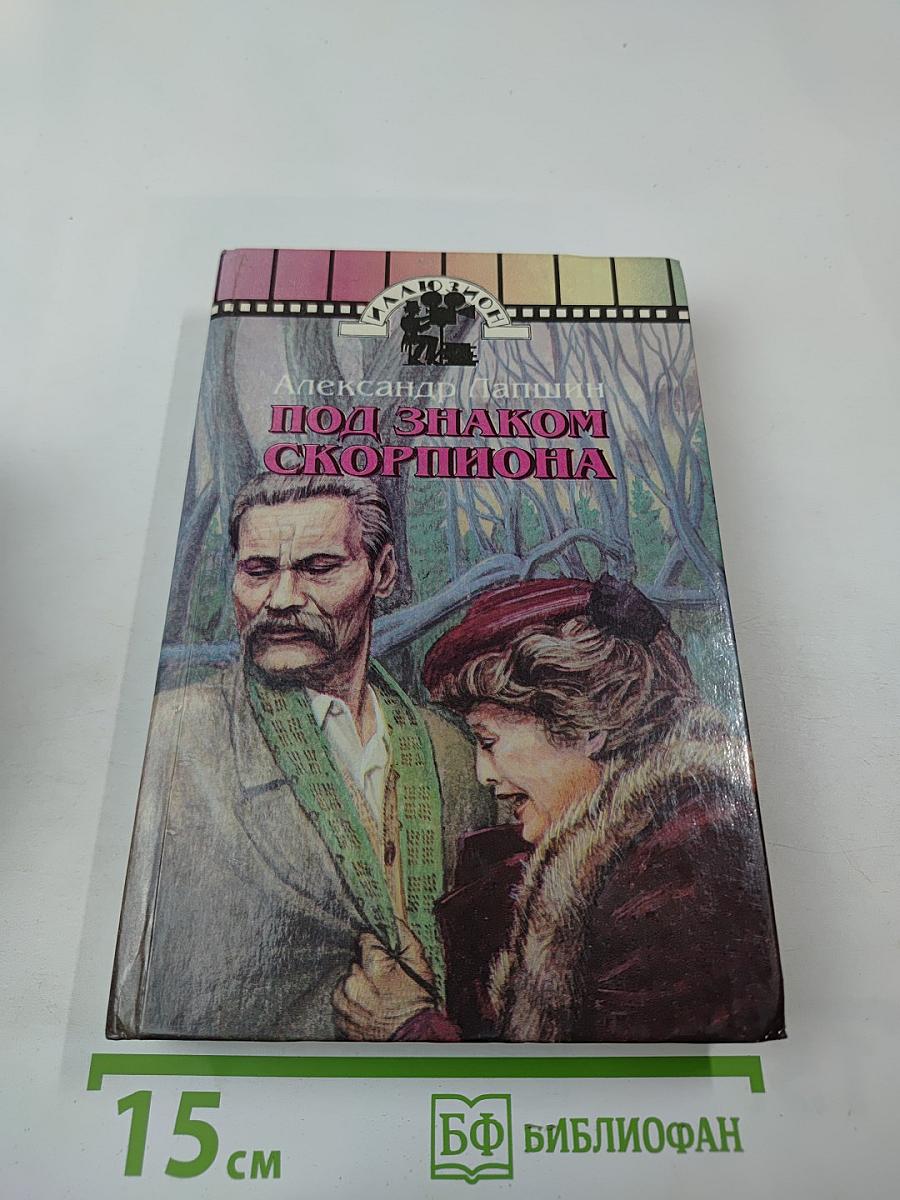 ИЛЛЮЗИОН
Александр Лапшин
ПОД ЗНАКОМ
СКОРПИОНА
15 см
БФ БИБЛИОФАН